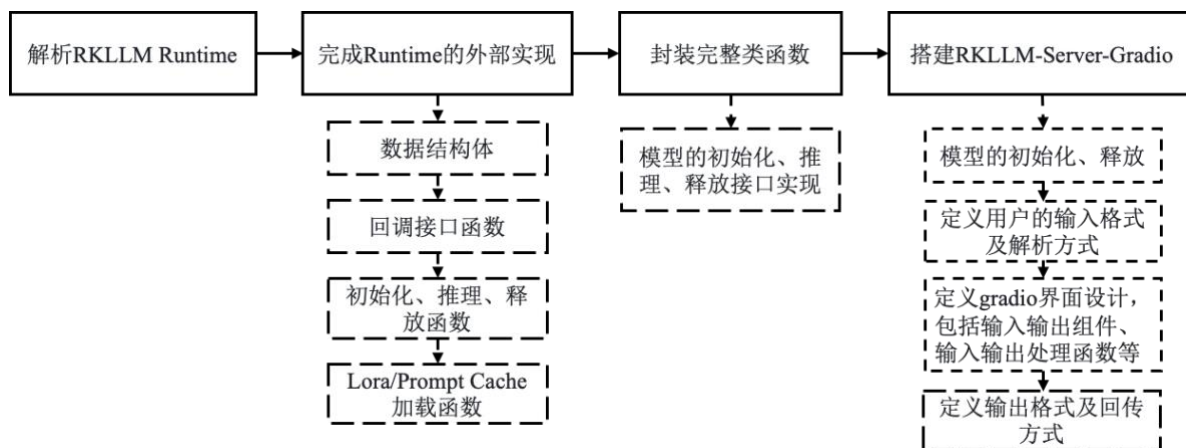 解析RKLLM Runtime
完成Runtime的外部实现
封装完整类函数
搭建RKLLM-Server-Gradio
数据结构体
回调接口函数
初始化、推理、释
放函数
Lora/Prompt Cache
加载函数
模型的初始化、推
理、释放接口实现
模型的初始化、释放
定义用户的输入格式
及解析方式
定义gradio界面设计，
包括输入输出组件、
输入输出处理函数等
定义输出格式及回传
方式